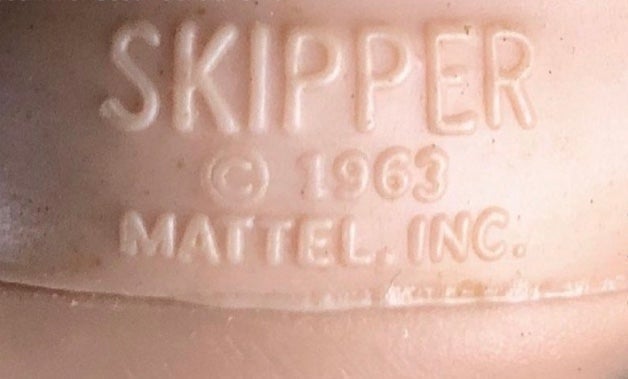 SKIPPER
© 1963
MATTEL, INC.